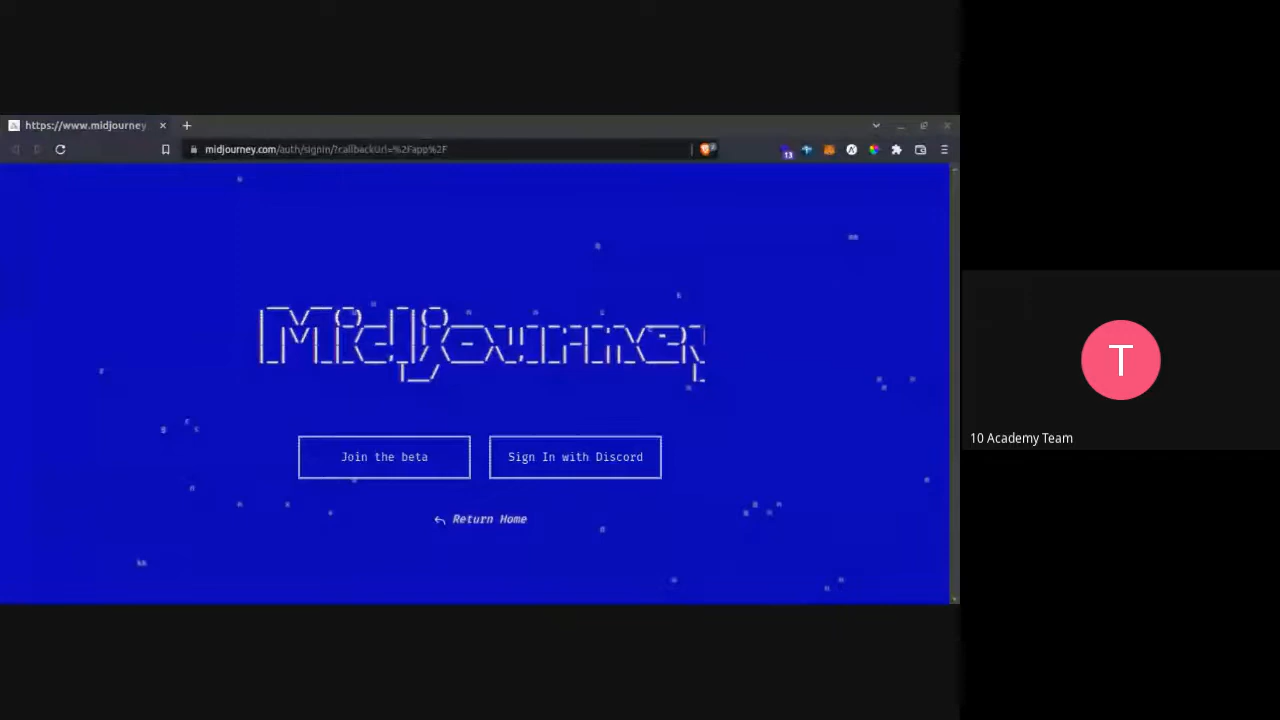 https://www.midjourney
midjourney.com/auth/signin/?callbackUrl=%2Fapp%2F
13
Midjourney
Join the beta
Sign In with Discord
Return Home
T
10 Academy Team